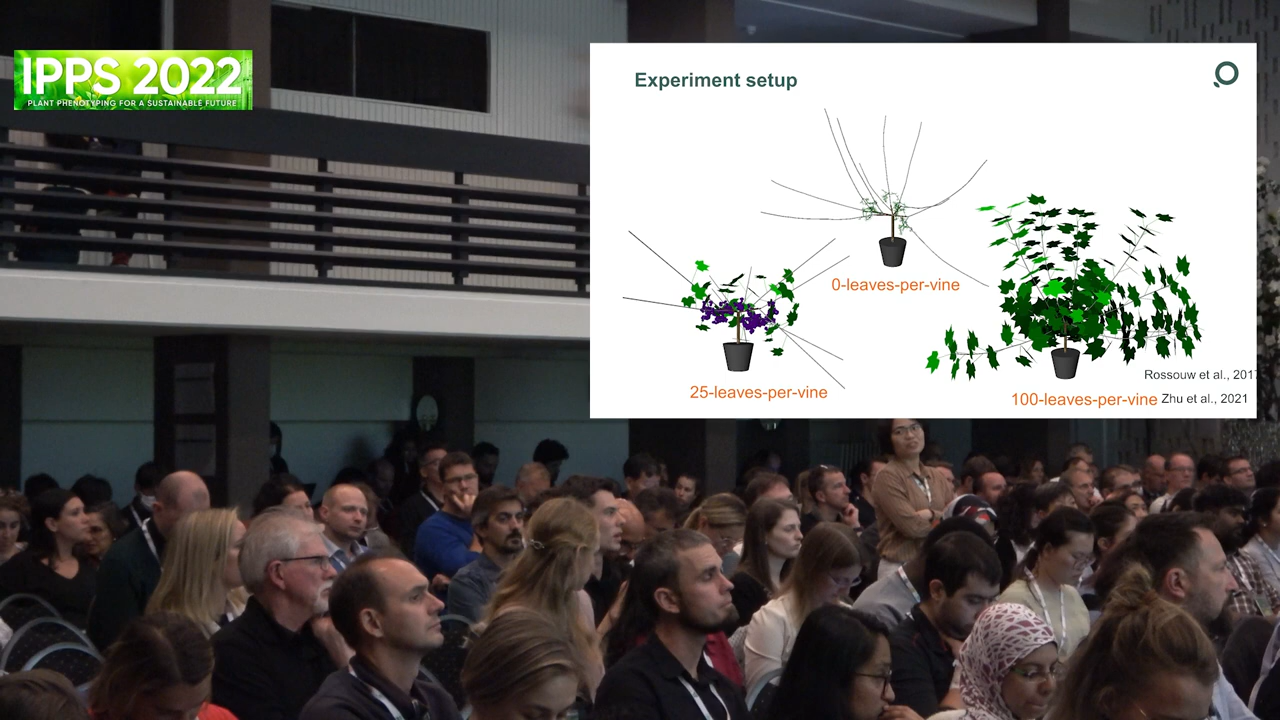 IPPS 2022
PLANT PHENOTYPING FOR A SUSTAINABLE FUTURE
Experiment setup
0-leaves-per-vine
25-leaves-per-vine
Rossouw et al., 2017
100-leaves-per-vine Zhu et al., 2021